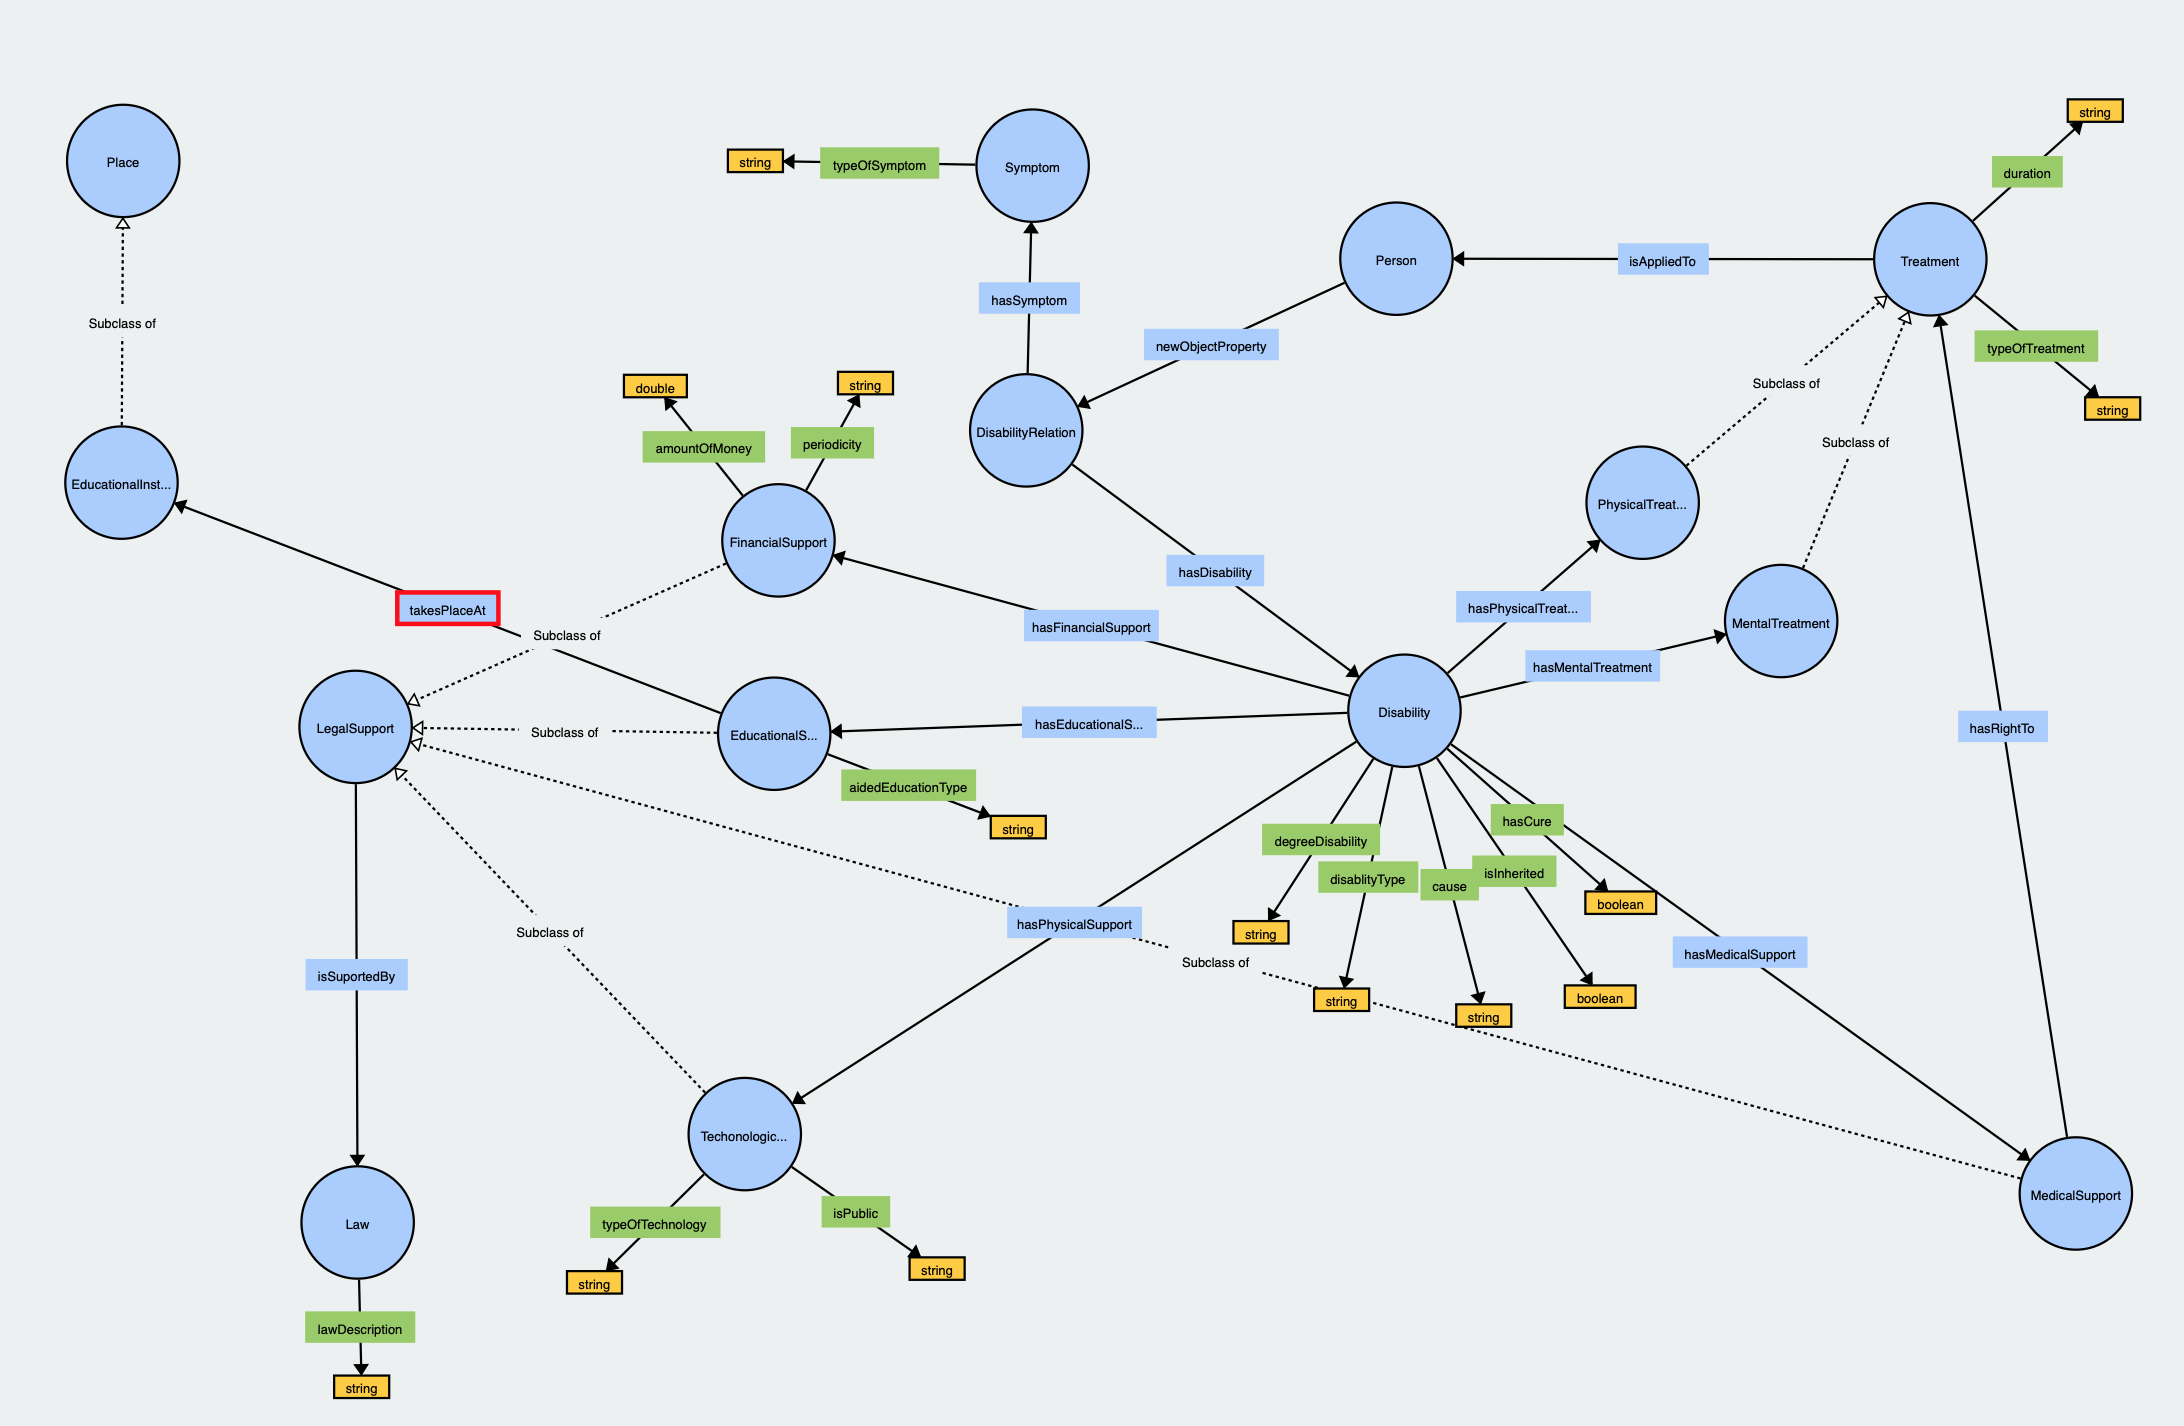 string
Place
string
typeOfSymptom
Symptom
duration
Person
isAppliedTo
Treatment
hasSymptom
Subclass of
newObjectProperty
typeOfTreatment
double
string
Subclass of
string
amountOfMoney
periodicity
DisabilityRelation
Subclass of
EducationalInst...
PhysicalTreat...
FinancialSupport
hasDisability
takesPlaceAt
hasPhysicalTreat...
Subclass of
hasFinancialSupport
MentalTreatment
hasMentalTreatment
LegalSupport
Subclass of
EducationalS...
hasEducationalS...
Disability
hasRightTo
aidedEducationType
string
hasCure
degreeDisability
disablityType
cause
isInherited
boolean
Subclass of
hasPhysicalSupport
string
hasMedicalSupport
Subclass of
isSuportedBy
string
string
boolean
Techonologic...
MedicalSupport
Law
typeOfTechnology
isPublic
string
string
lawDescription
string